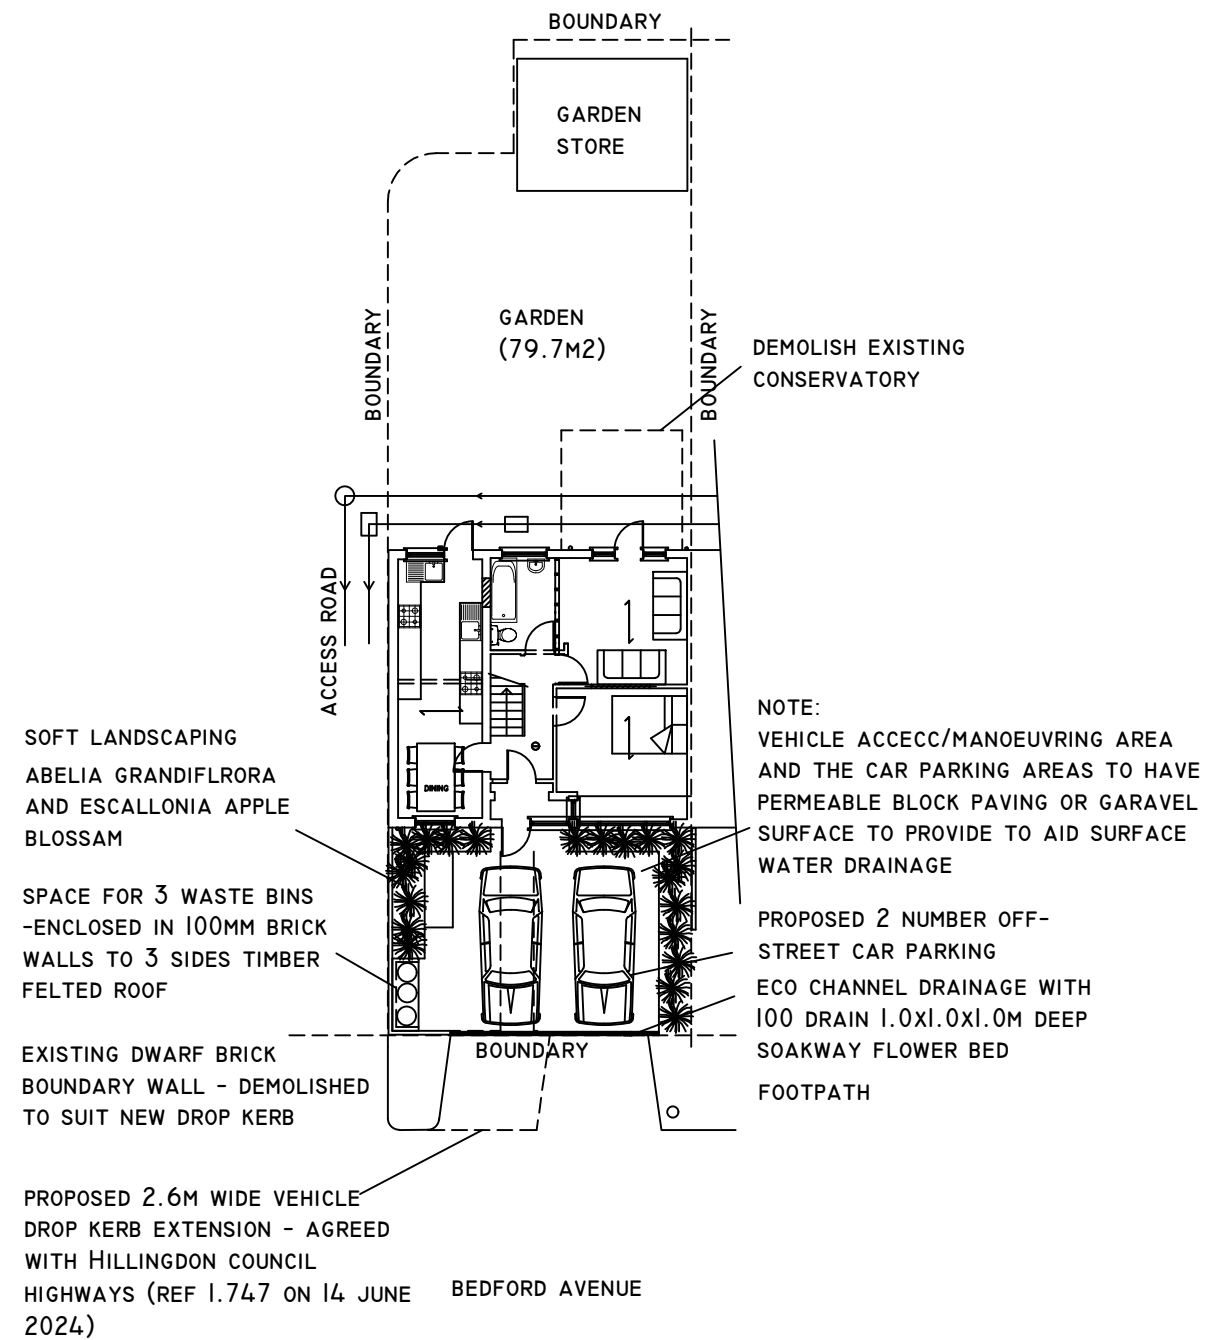 BOUNDARY
GARDEN
STORE
BOUNDARY
GARDEN
(79.7M2)
BOUNDARY
DEMOLISH EXISTING
CONSERVATORY
ACCESS ROAD
DINING
SOFT LANDSCAPING
ABELIA GRANDIFLRORA
AND ESCALLONIA APPLE
BLOSSAM
SPACE FOR 3 WASTE BINS
-ENCLOSED IN 100MM BRICK
WALLS TO 3 SIDES TIMBER
FELTED ROOF
EXISTING DWARF BRICK
BOUNDARY WALL - DEMOLISHED
TO SUIT NEW DROP KERB
PROPOSED 2.6M WIDE VEHICLE
DROP KERB EXTENSION - AGREED
WITH HILLINGDON COUNCIL
HIGHWAYS (REF 1.747 ON 14 JUNE
2024)
NOTE:
VEHICLE ACCECC/MANOEUVRING AREA
AND THE CAR PARKING AREAS TO HAVE
PERMEABLE BLOCK PAVING OR GARAVEL
SURFACE TO PROVIDE TO AID SURFACE
WATER DRAINAGE
PROPOSED 2 NUMBER OFF-
STREET CAR PARKING
ECO CHANNEL DRAINAGE WITH
100 DRAIN 1.0X1.0X1.0M DEEP
SOAKWAY FLOWER BED
FOOTPATH
BOUNDARY
BEDFORD AVENUE